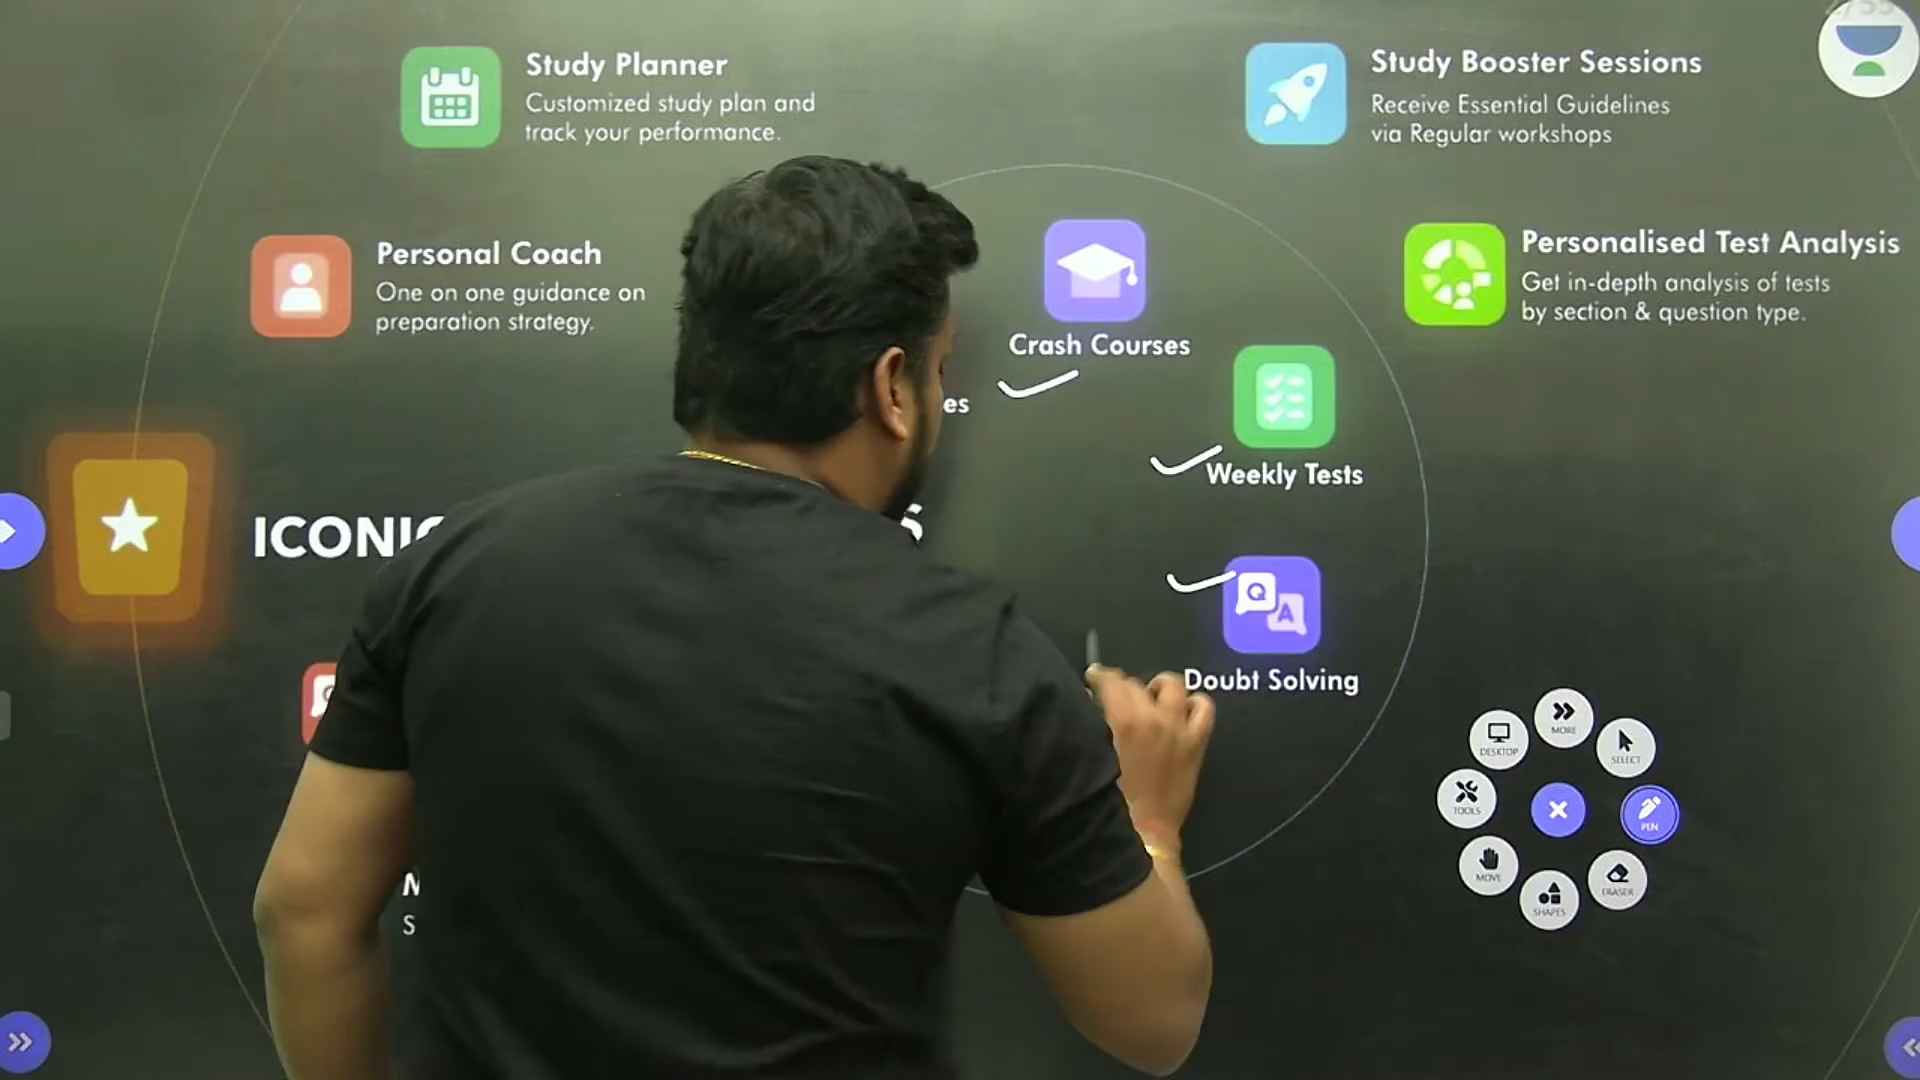 Study Planner
Customized study plan and
track your performance.
Study Booster Sessions
Receive Essential Guidelines
via Regular workshops
Personal Coach
One on one guidance on
preparation strategy.
Crash Courses
Personalised Test Analysis
Get in-depth analysis of tests
by section & question type.
es
Weekly Tests
ICONIC
Q
A
Doubt Solving
MORE
DESKTOP
SELECT
TOOLS
PEN
MOVE
ERASER
SHAPES
M
S